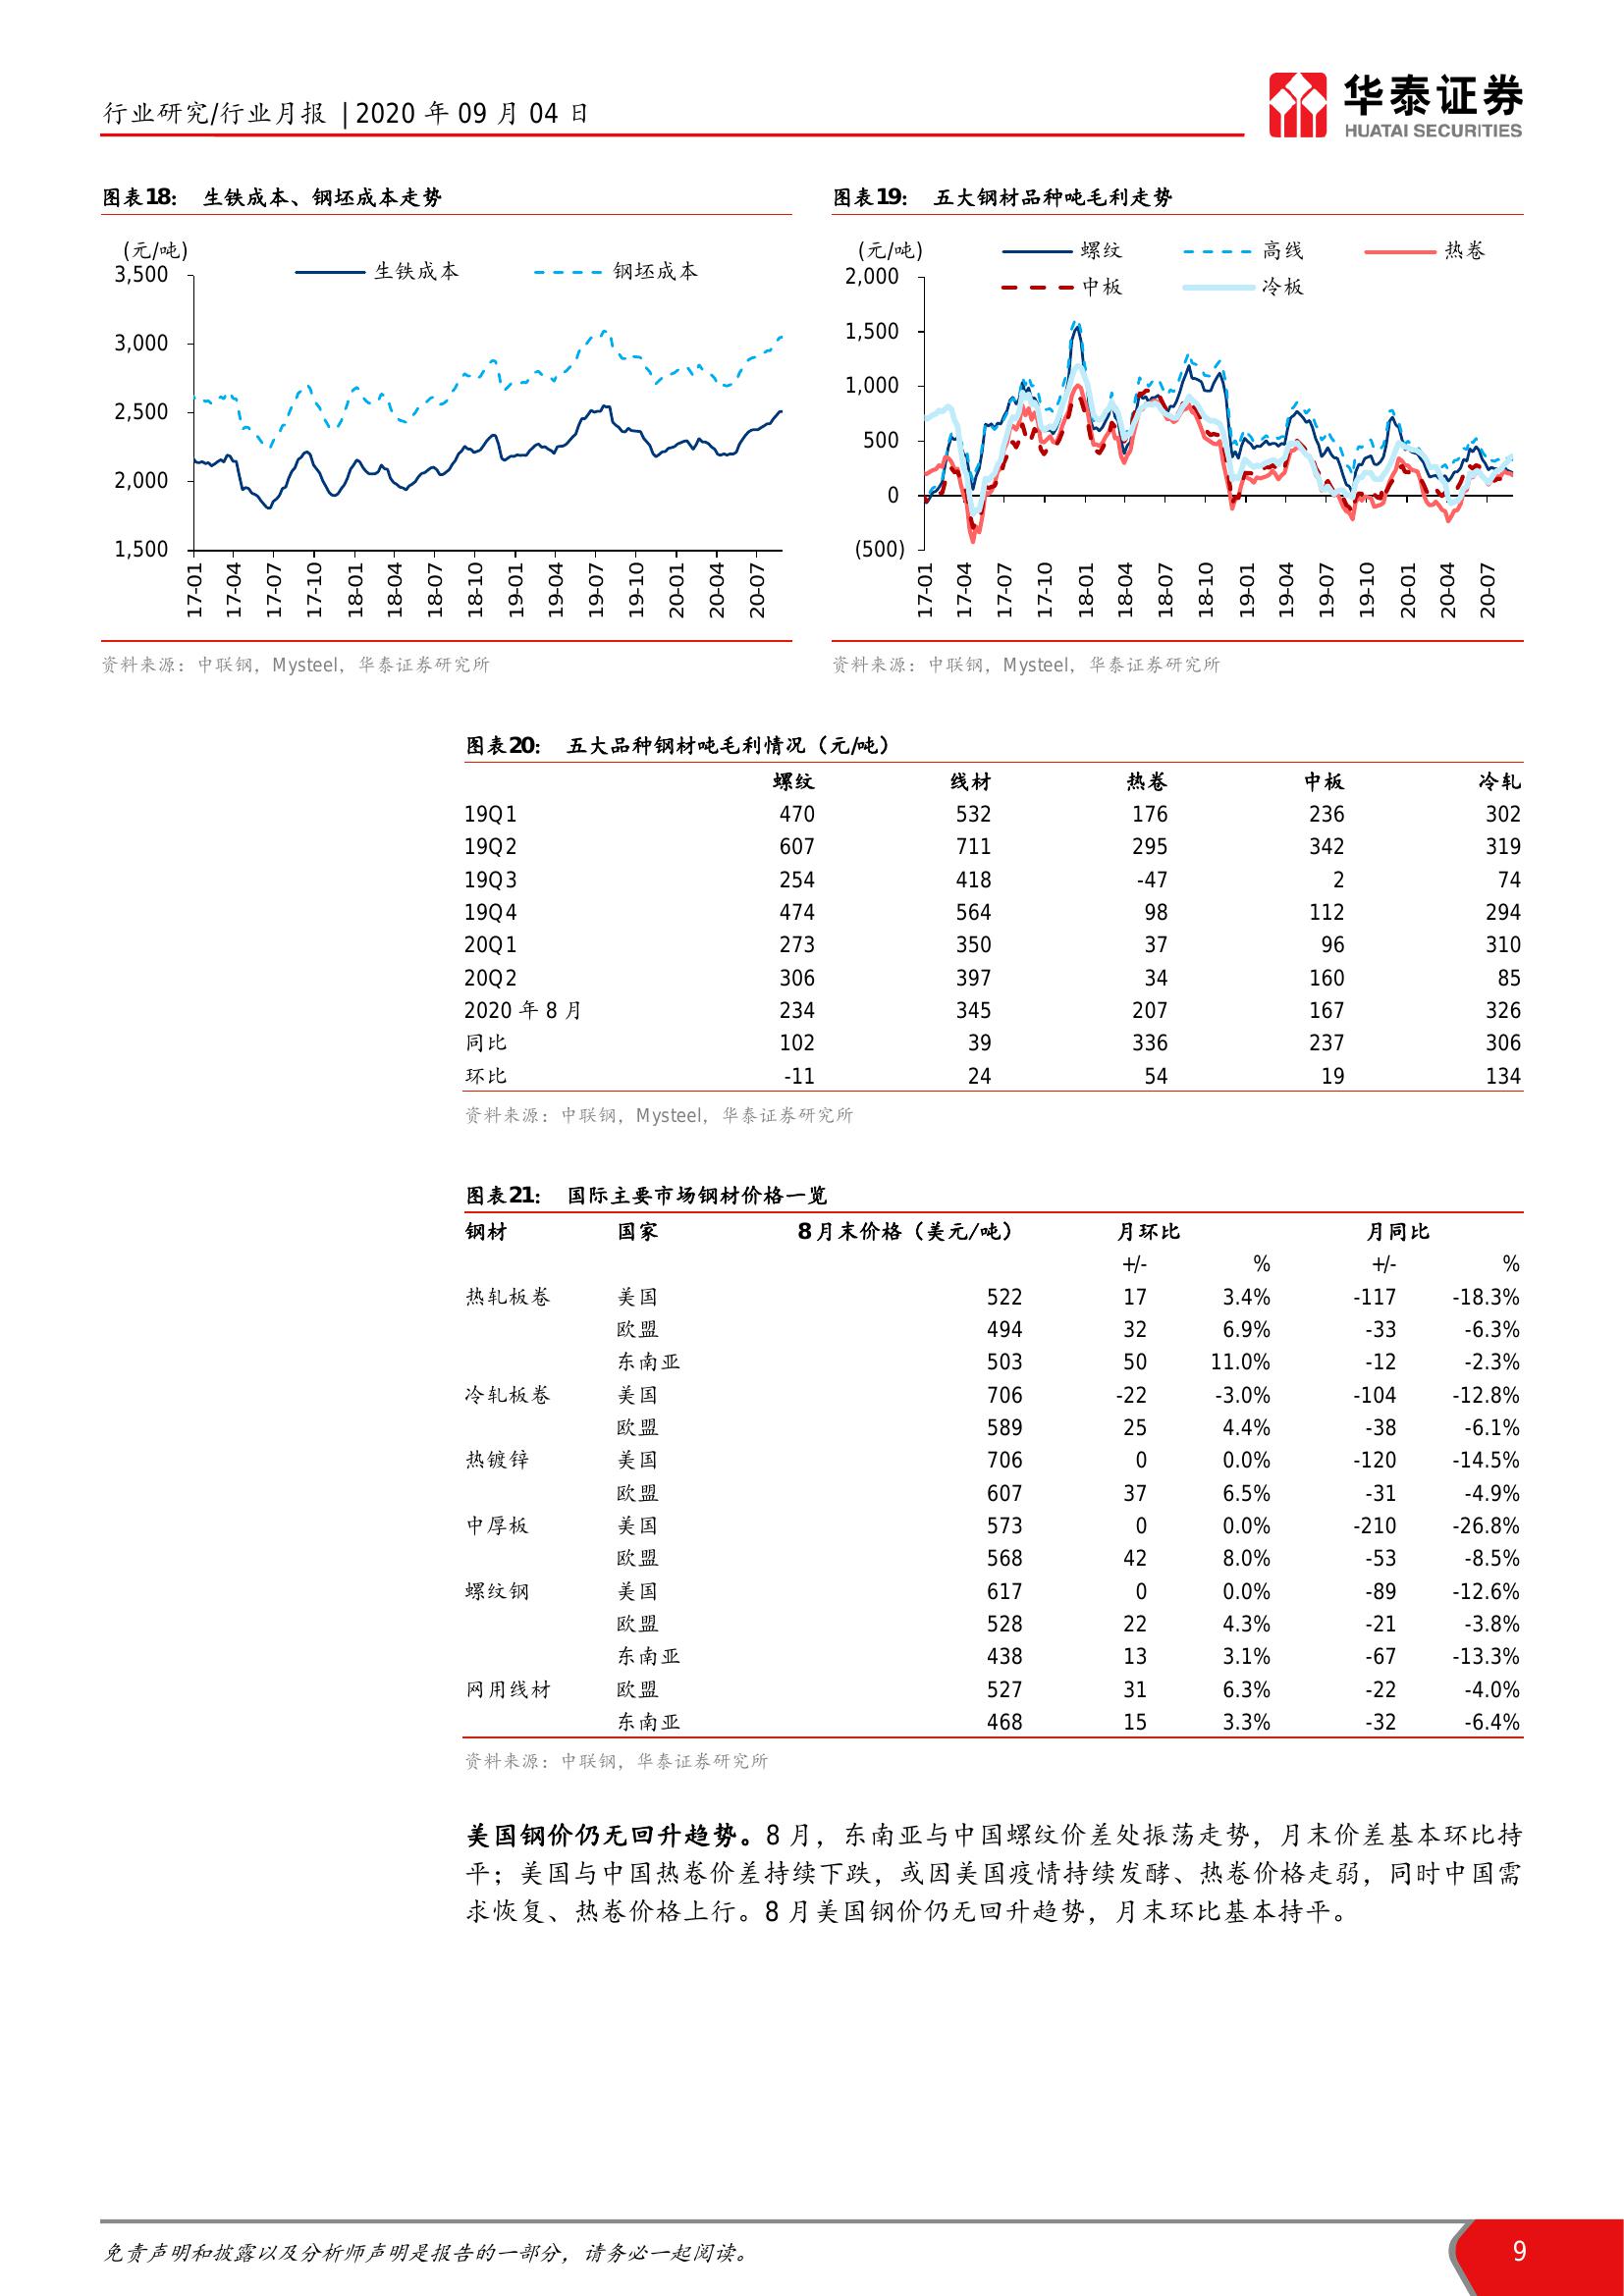 行业研究/行业月报 | 2020 年 09 月 04 日
华泰证券
HUATAI SECURITIES
图表18： 生铁成本、钢坯成本走势
(元/吨)
生铁成本 钢坯成本
3,500
3,000
2,500
2,000
1,500
17-01 17-04 17-07 17-10 18-01 18-04 18-07 18-10 19-01 19-04 19-07 19-10 20-01 20-04 20-07
资料来源：中联钢，Mysteel，华泰证券研究所
图表19： 五大钢材品种吨毛利走势
(元/吨)
螺纹 高线 热卷
中板 冷板
2,000
1,500
1,000
500
0
(500)
17-01 17-04 17-07 17-10 18-01 18-04 18-07 18-10 19-01 19-04 19-07 19-10 20-01 20-04 20-07
资料来源：中联钢，Mysteel，华泰证券研究所
图表20： 五大品种钢材吨毛利情况（元/吨）
螺纹 线材 热卷 中板 冷轧
19Q1 470 532 176 236 302
19Q2 607 711 295 342 319
19Q3 254 418 -47 2 74
19Q4 474 564 98 112 294
20Q1 273 350 37 96 310
20Q2 306 397 34 160 85
2020 年 8 月 234 345 207 167 326
同比 102 39 336 237 306
环比 -11 24 54 19 134
资料来源：中联钢，Mysteel，华泰证券研究所
图表21： 国际主要市场钢材价格一览
钢材 国家 8 月末价格（美元/吨） 月环比 月同比
+/- % +/- %
热轧板卷 美国 522 17 3.4% -117 -18.3%
欧盟 494 32 6.9% -33 -6.3%
东南亚 503 50 11.0% -12 -2.3%
冷轧板卷 美国 706 -22 -3.0% -104 -12.8%
欧盟 589 25 4.4% -38 -6.1%
热镀锌 美国 706 0 0.0% -120 -14.5%
欧盟 607 37 6.5% -31 -4.9%
中厚板 美国 573 0 0.0% -210 -26.8%
欧盟 568 42 8.0% -53 -8.5%
螺纹钢 美国 617 0 0.0% -89 -12.6%
欧盟 528 22 4.3% -21 -3.8%
东南亚 438 13 3.1% -67 -13.3%
网用线材 欧盟 527 31 6.3% -22 -4.0%
东南亚 468 15 3.3% -32 -6.4%
资料来源：中联钢，华泰证券研究所
美国钢价仍无回升趋势。8 月，东南亚与中国螺纹价差处振荡走势，月末价差基本环比持
平；美国与中国热卷价差持续下跌，或因美国疫情持续发酵、热卷价格走弱，同时中国需
求恢复、热卷价格上行。8 月美国钢价仍无回升趋势，月末环比基本持平。
免责声明和披露以及分析师声明是报告的一部分，请务必一起阅读。
9